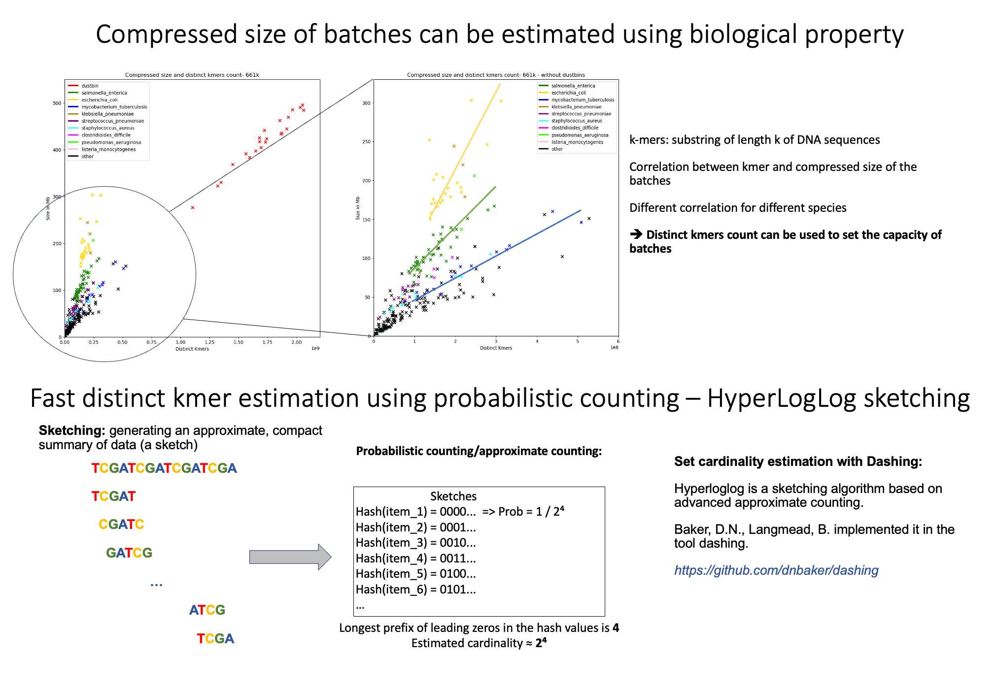 Compressed size of batches can be estimated using biological property
Compressed size and distinct kmers count- 661k
dustbin
salmonella_enterica
escherichia_coli
mycobacterium_tuberculosis
klebsiella_pneumoniae
streptococcus_pneumoniae
staphylococcus_aureus
clostridioides_difficile
pseudomonas_aeruginosa
listeria_monocytogenes
other
Size in Mb
500
400
300
200
100
0
0.00 0.25 0.50 0.75 1.00 1.25 1.50 1.75 2.00
Distinct Kmers
1e9
Compressed size and distinct kmers count- 661k - without dustbins
salmonella_enterica
escherichia_coli
mycobacterium_tuberculosis
klebsiella_pneumoniae
streptococcus_pneumoniae
staphylococcus_aureus
clostridioides_difficile
pseudomonas_aeruginosa
listeria_monocytogenes
other
Size in Mb
300
250
200
150
100
50
0
0 1 2 3 4 5 6
Distinct Kmers
1e8
k-mers: substring of length k of DNA sequences
Correlation between kmer and compressed size of the
batches
Different correlation for different species
➔ Distinct kmers count can be used to set the capacity of
batches
Fast distinct kmer estimation using probabilistic counting – HyperLogLog sketching
Sketching: generating an approximate, compact
summary of data (a sketch)
TCGATCGATCGATCGA
TCGAT
CGATC
GATCG
...
ATCG
TCGA
Probabilistic counting/approximate counting:
Sketches
Hash(item_1) = 0000... => Prob = 1 / 2⁴
Hash(item_2) = 0001...
Hash(item_3) = 0010...
Hash(item_4) = 0011...
Hash(item_5) = 0100...
Hash(item_6) = 0101...
...
Longest prefix of leading zeros in the hash values is 4
Estimated cardinality ≈ 2⁴
Set cardinality estimation with Dashing:
Hyperloglog is a sketching algorithm based on
advanced approximate counting.
Baker, D.N., Langmead, B. implemented it in the
tool dashing.
https://github.com/dnbaker/dashing